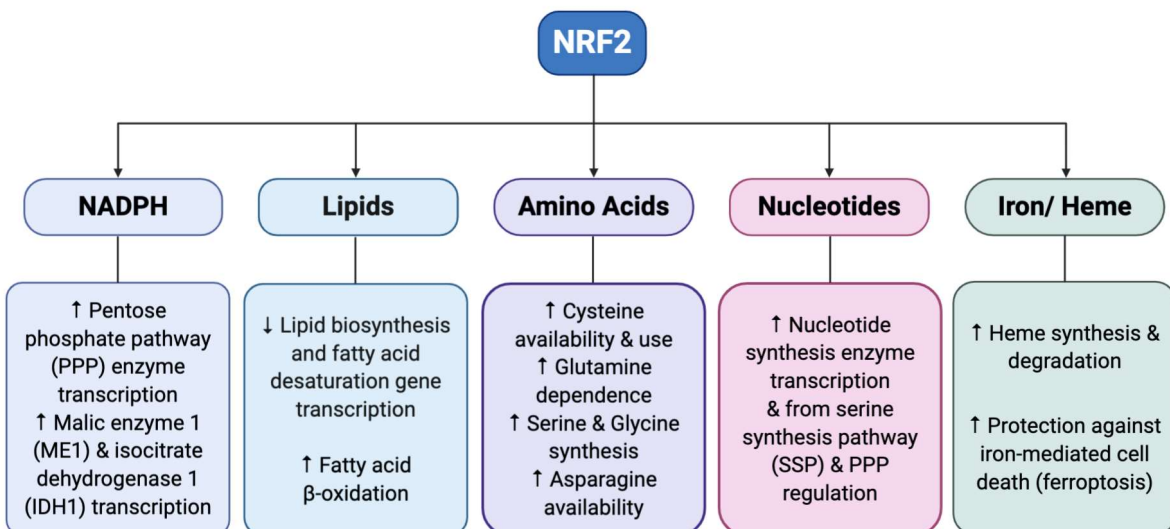 NRF2
NADPH
Lipids
Amino Acids
Nucleotides
Iron/ Heme
↑ Pentose
phosphate pathway
(PPP) enzyme
transcription
↑ Malic enzyme 1
(ME1) & isocitrate
dehydrogenase 1
(IDH1) transcription
↓ Lipid biosynthesis
and fatty acid
desaturation gene
transcription
↑ Fatty acid
β-oxidation
↑ Cysteine
availability & use
↑ Glutamine
dependence
↑ Serine & Glycine
synthesis
↑ Asparagine
availability
↑ Nucleotide
synthesis enzyme
transcription
& from serine
synthesis pathway
(SSP) & PPP
regulation
↑ Heme synthesis &
degradation
↑ Protection against
iron-mediated cell
death (ferroptosis)